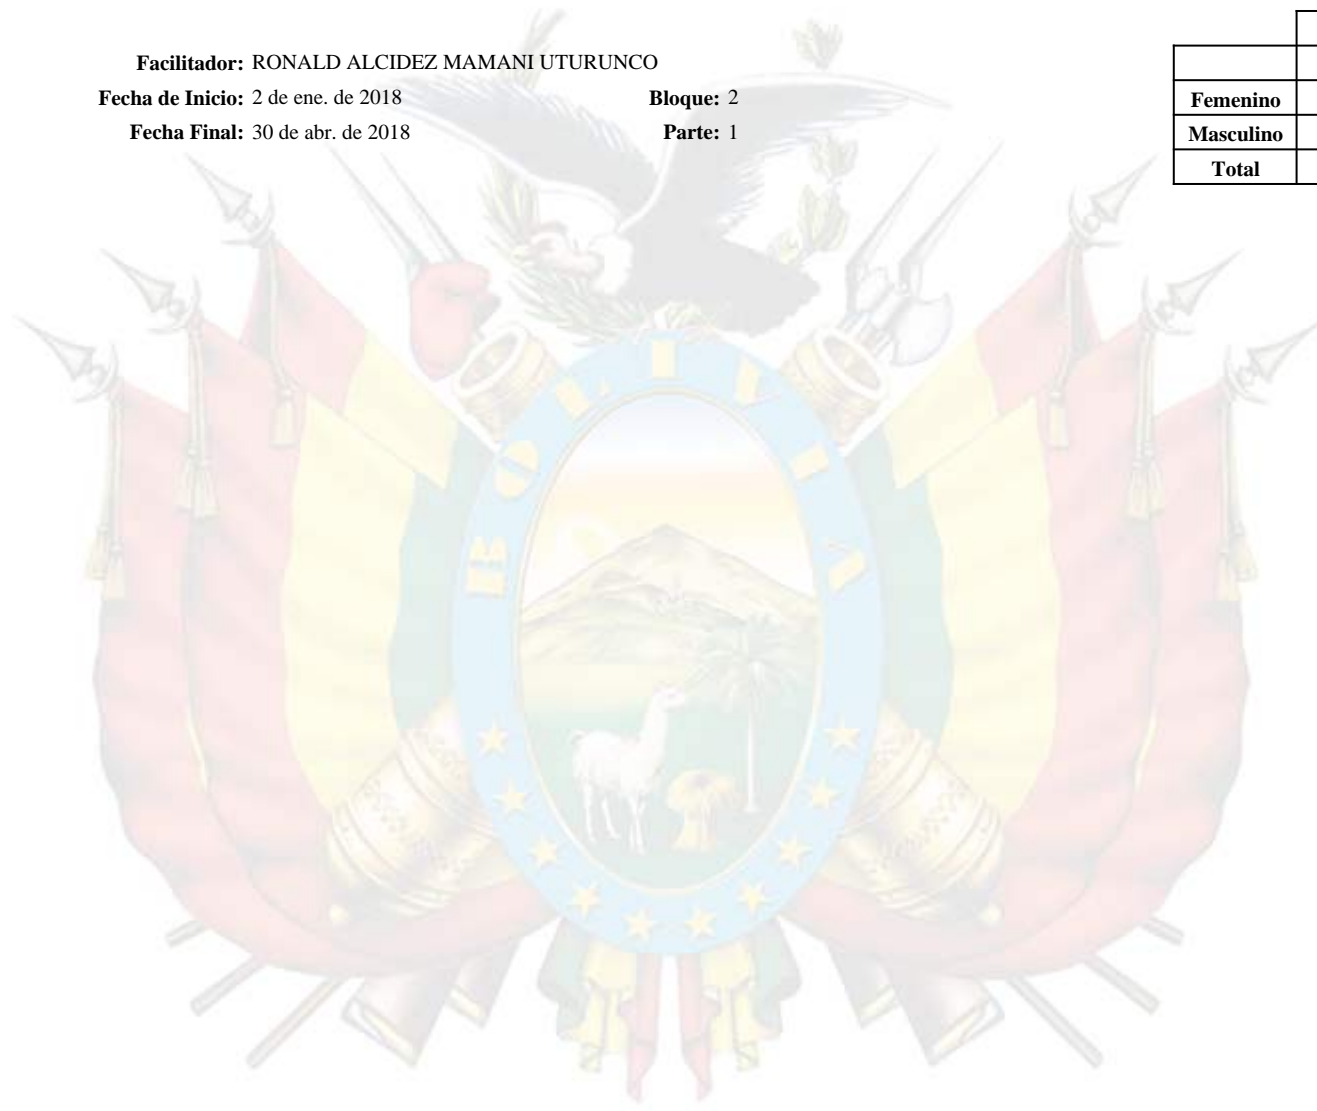 Facilitador: RONALD ALCIDEZ MAMANI UTURUNCO
Fecha de Inicio: 2 de ene. de 2018 Bloque: 2
Fecha Final: 30 de abr. de 2018 Parte: 1
Femenino
Masculino
Total
BOLIVIA